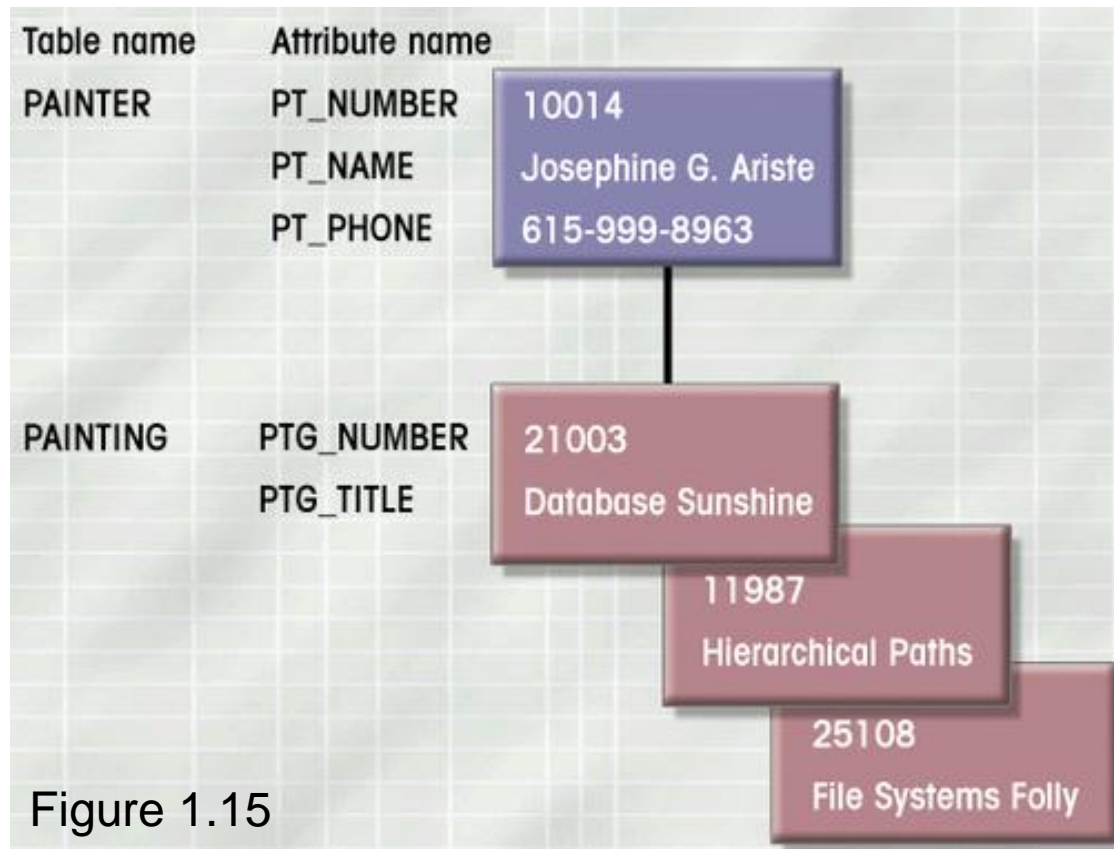 Table name Attribute name
PAINTER PT_NUMBER 10014
PT_NAME Josephine G. Ariste
PT_PHONE 615-999-8963
PAINTING PTG_NUMBER 21003
PTG_TITLE Database Sunshine
11987
Hierarchical Paths
25108
File Systems Folly
Figure 1.15